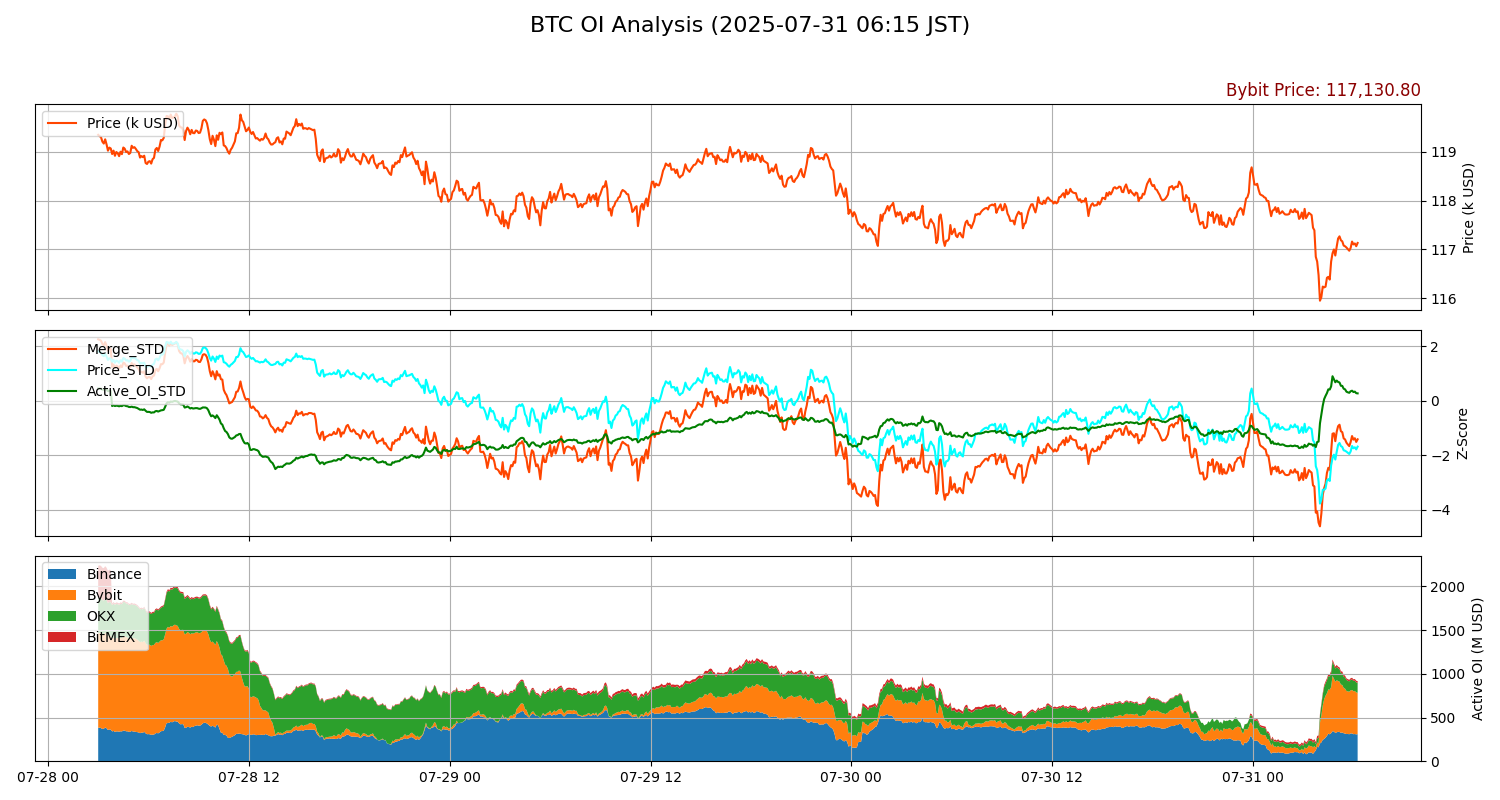 BTC OI Analysis (2025-07-31 06:15 JST)
Bybit Price: 117,130.80
Price (k USD)
119
118
117
116
Price (k USD)
Merge_STD
Price_STD
Active_OI_STD
2
0
−2
−4
Z-Score
Binance
Bybit
OKX
BitMEX
2000
1500
1000
500
0
Active OI (M USD)
07-28 00
07-28 12
07-29 00
07-29 12
07-30 00
07-30 12
07-31 00